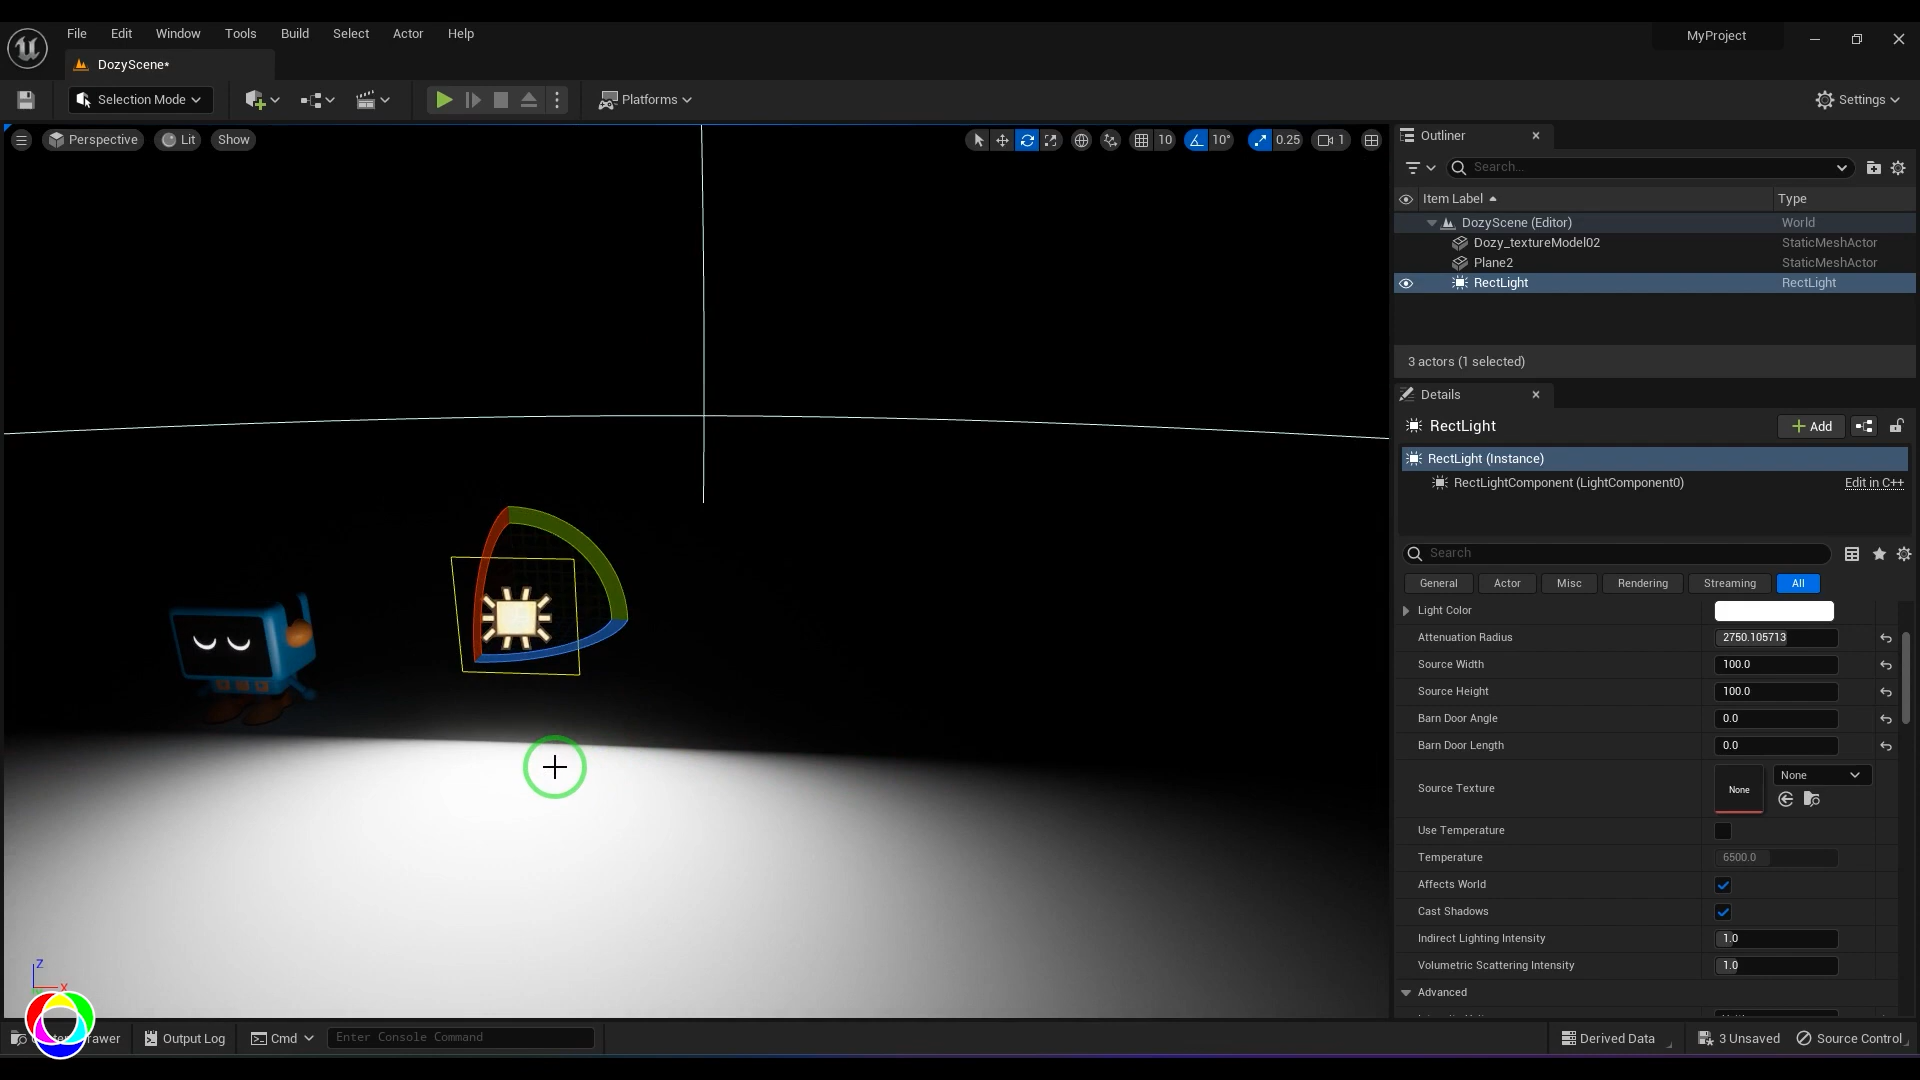 File Edit Window Tools Build Select Actor Help
MyProject
DozyScene*
Selection Mode
Platforms
Settings
Perspective Lit Show
10 10° 0.25 1
Outliner
Search...
Item Label Type
DozyScene (Editor) World
Dozy_textureModel02 StaticMeshActor
Plane2 StaticMeshActor
RectLight RectLight
3 actors (1 selected)
Details
RectLight
Add
RectLight (Instance)
RectLightComponent (LightComponent0) Edit in C++
Search
General Actor Misc Rendering Streaming All
Light Color
Attenuation Radius 2750.105713
Source Width 100.0
Source Height 100.0
Barn Door Angle 0.0
Barn Door Length 0.0
Source Texture None None
Use Temperature
Temperature 6500.0
Affects World
Cast Shadows
Indirect Lighting Intensity 1.0
Volumetric Scattering Intensity 1.0
Advanced
Z
X
Output Log Cmd Enter Console Command
Derived Data 3 Unsaved Source Control